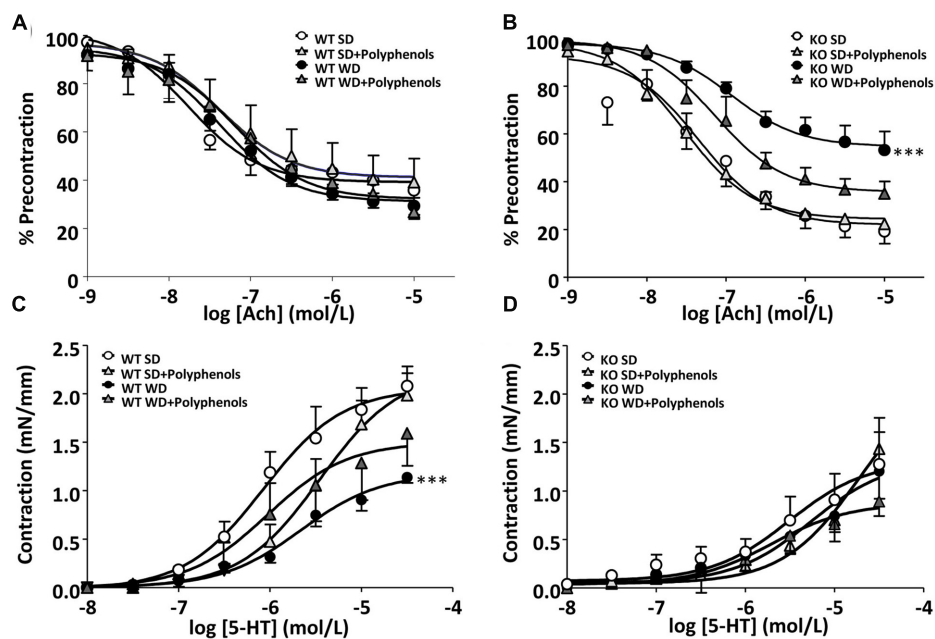 A
100
80
60
40
20
0
% Precontraction
WT SD
WT SD+Polyphenols
WT WD
WT WD+Polyphenols
-9
-8
-7
-6
-5
log [Ach] (mol/L)
B
100
80
60
40
20
0
% Precontraction
KO SD
KO SD+Polyphenols
KO WD
KO WD+Polyphenols
***
-9
-8
-7
-6
-5
log [Ach] (mol/L)
C
2.5
2.0
1.5
1.0
0.5
0.0
Contraction (mN/mm)
WT SD
WT SD+Polyphenols
WT WD
WT WD+Polyphenols
***
-8
-7
-6
-5
-4
log [5-HT] (mol/L)
D
2.5
2.0
1.5
1.0
0.5
0.0
Contraction (mN/mm)
KO SD
KO SD+Polyphenols
KO WD
KO WD+Polyphenols
-8
-7
-6
-5
-4
log [5-HT] (mol/L)